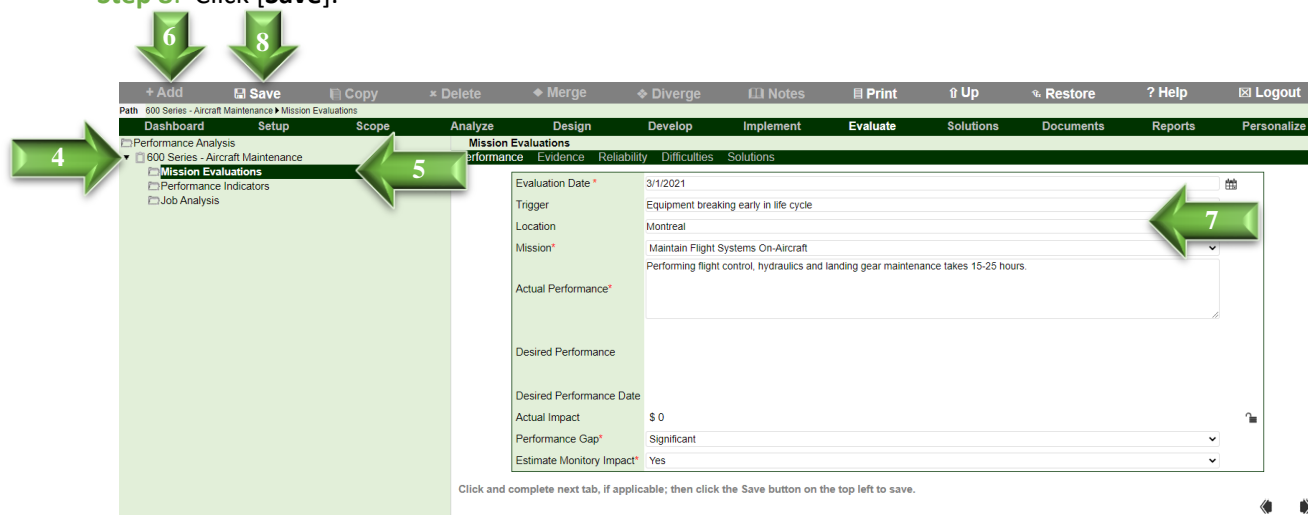 Step 8: Click [Save].
6
8
+ Add Save Copy × Delete Merge Diverge Notes Print Up Restore ? Help Logout
Path 600 Series - Aircraft Maintenance Mission Evaluations
Dashboard Setup Scope Analyze Design Develop Implement Evaluate Solutions Documents Reports Personalize
Performance Analysis
600 Series - Aircraft Maintenance
Mission Evaluations
Performance Indicators
Job Analysis
4
5
Mission Evaluations
erformance Evidence Reliability Difficulties Solutions
Evaluation Date * 3/1/2021
Trigger Equipment breaking early in life cycle
Location Montreal
7
Mission* Maintain Flight Systems On-Aircraft
Actual Performance* Performing flight control, hydraulics and landing gear maintenance takes 15-25 hours.
Desired Performance
Desired Performance Date
Actual Impact $ 0
Performance Gap* Significant
Estimate Monitory Impact* Yes
Click and complete next tab, if applicable; then click the Save button on the top left to save.